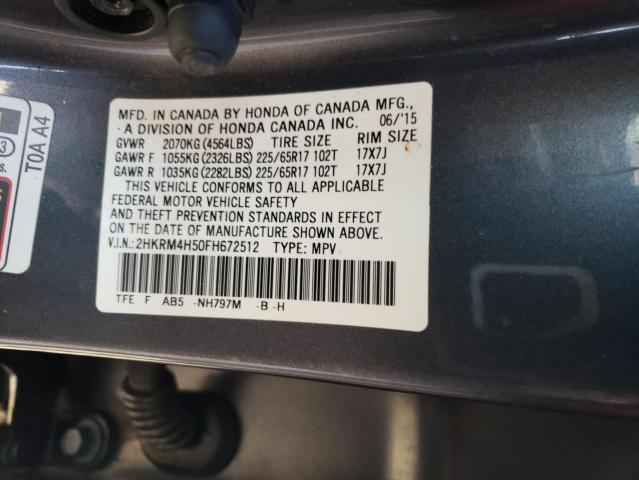 MFD. IN CANADA BY HONDA OF CANADA MFG.,
A DIVISION OF HONDA CANADA INC. 06/'15
GVWR 2070KG (4564LBS) TIRE SIZE RIM SIZE
GAWR F 1055KG (2326LBS) 225/65R17 102T 17X7J
GAWR R 1035KG (2282LBS) 225/65R17 102T 17X7J
THIS VEHICLE CONFORMS TO ALL APPLICABLE
FEDERAL MOTOR VEHICLE SAFETY
AND THEFT PREVENTION STANDARDS IN EFFECT
ON THE DATE OF MANUFACTURE SHOWN ABOVE.
V.I.N.: 2HKRM4H50FH672512 TYPE: MPV
TFE F AB5 -NH797M -B -H
T0A A4
3